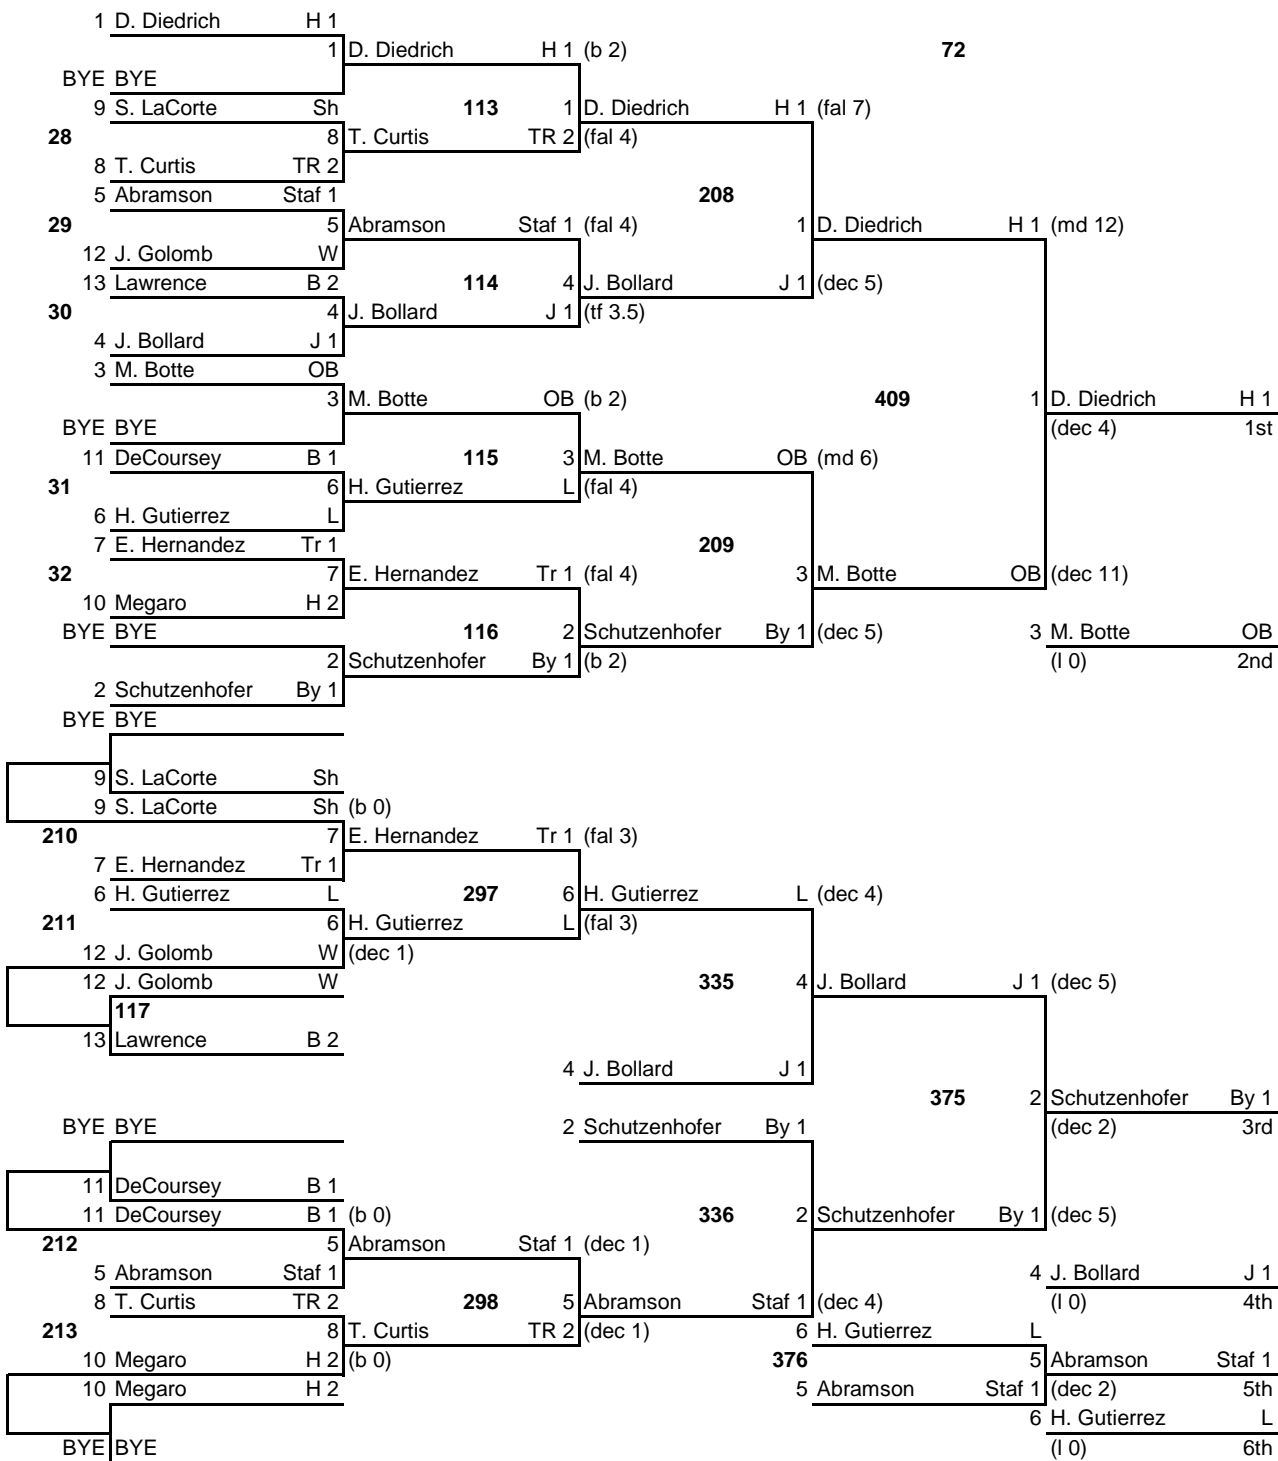 1 D. Diedrich H 1
1 D. Diedrich H 1 (b 2) 72
BYE BYE
9 S. LaCorte Sh 113 1 D. Diedrich H 1 (fal 7)
28 8 T. Curtis TR 2 (fal 4)
8 T. Curtis TR 2
5 Abramson Staf 1 208
29 5 Abramson Staf 1 (fal 4) 1 D. Diedrich H 1 (md 12)
12 J. Golomb W
13 Lawrence B 2 114 4 J. Bollard J 1 (dec 5)
30 4 J. Bollard J 1 (tf 3.5)
4 J. Bollard J 1
3 M. Botte OB
3 M. Botte OB (b 2) 409 1 D. Diedrich H 1
BYE BYE (dec 4) 1st
11 DeCoursey B 1 115 3 M. Botte OB (md 6)
31 6 H. Gutierrez L (fal 4)
6 H. Gutierrez L
7 E. Hernandez Tr 1 209
32 7 E. Hernandez Tr 1 (fal 4) 3 M. Botte OB (dec 11)
10 Megaro H 2
BYE BYE 116 2 Schutzenhofer By 1 (dec 5) 3 M. Botte OB
2 Schutzenhofer By 1 (b 2) (l 0) 2nd
2 Schutzenhofer By 1
BYE BYE
9 S. LaCorte Sh
9 S. LaCorte Sh (b 0)
210 7 E. Hernandez Tr 1 (fal 3)
7 E. Hernandez Tr 1
6 H. Gutierrez L 297 6 H. Gutierrez L (dec 4)
211 6 H. Gutierrez L (fal 3)
12 J. Golomb W (dec 1)
12 J. Golomb W 335 4 J. Bollard J 1 (dec 5)
117
13 Lawrence B 2
4 J. Bollard J 1
375 2 Schutzenhofer By 1
BYE BYE 2 Schutzenhofer By 1 (dec 2) 3rd
11 DeCoursey B 1
11 DeCoursey B 1 (b 0) 336 2 Schutzenhofer By 1 (dec 5)
212 5 Abramson Staf 1 (dec 1)
5 Abramson Staf 1 4 J. Bollard J 1
8 T. Curtis TR 2 298 5 Abramson Staf 1 (dec 4) (l 0) 4th
213 8 T. Curtis TR 2 (dec 1) 6 H. Gutierrez L
10 Megaro H 2 (b 0) 376 5 Abramson Staf 1
10 Megaro H 2 5 Abramson Staf 1 (dec 2) 5th
6 H. Gutierrez L
BYE BYE (l 0) 6th